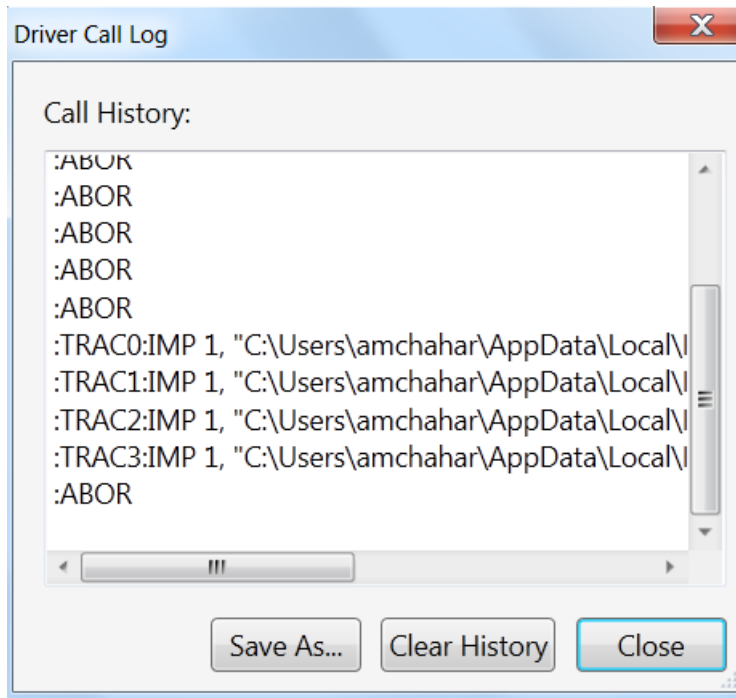 Driver Call Log
Call History:
:ABOR
:ABOR
:ABOR
:ABOR
:ABOR
:TRAC0:IMP 1, "C:\Users\amchahar\AppData\Local\
:TRAC1:IMP 1, "C:\Users\amchahar\AppData\Local\
:TRAC2:IMP 1, "C:\Users\amchahar\AppData\Local\
:TRAC3:IMP 1, "C:\Users\amchahar\AppData\Local\
:ABOR
Save As...
Clear History
Close